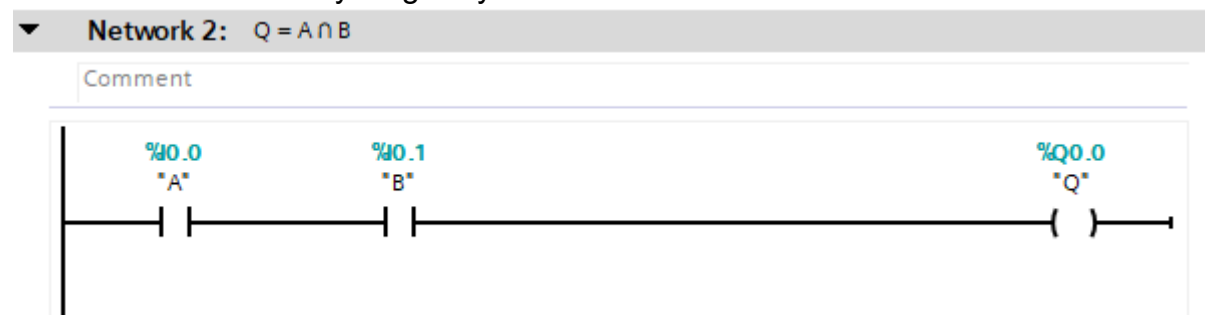 Network 2: Q = A ∩ B
Comment
%I0.0 %I0.1 %Q0.0
"A" "B" "Q"